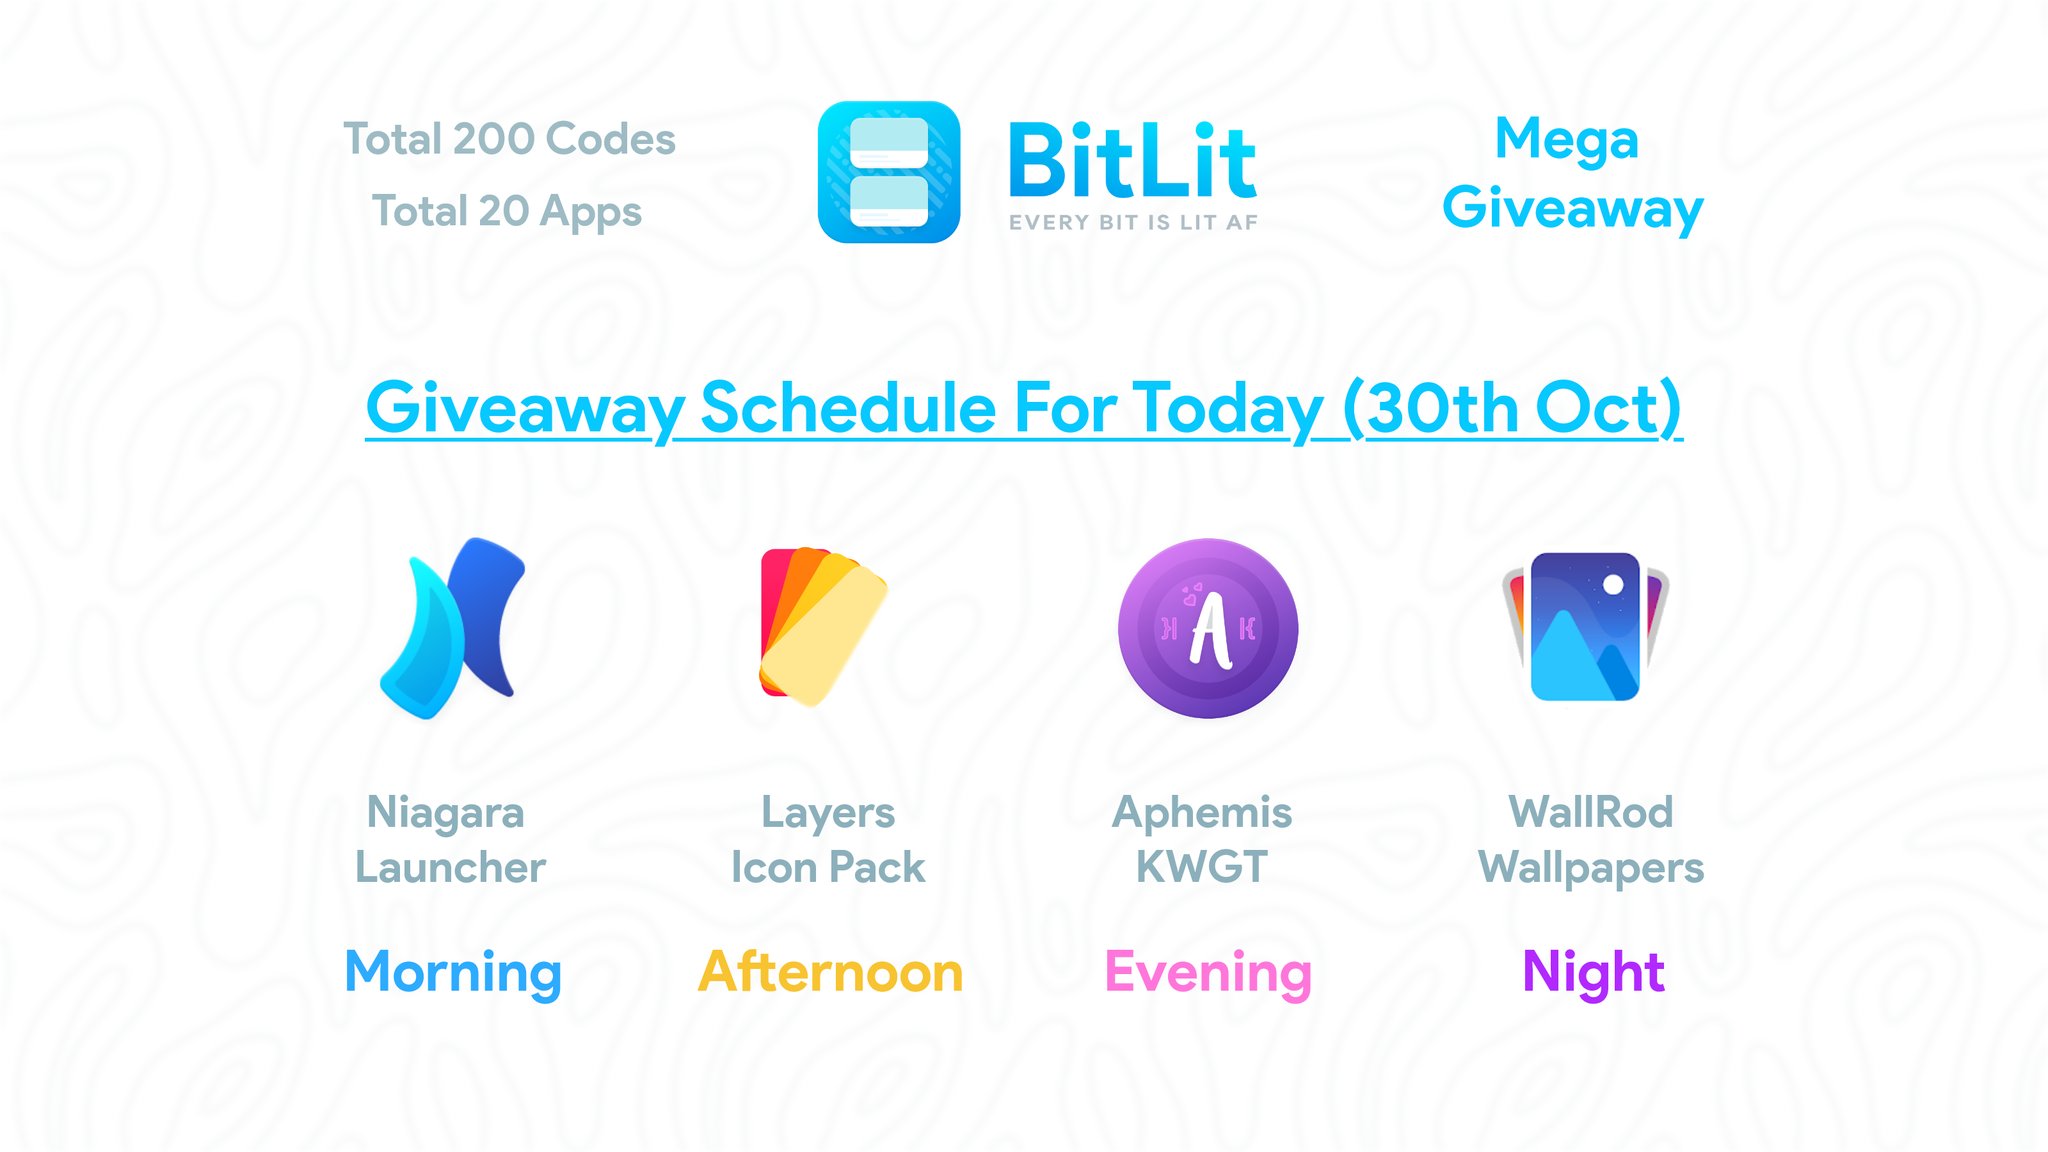 Total 200 Codes
Total 20 Apps
BitLit
EVERY BIT IS LIT AF
Mega
Giveaway
Giveaway Schedule For Today (30th Oct)
A
Niagara
Launcher
Morning
Layers
Icon Pack
Afternoon
Aphemis
KWGT
Evening
WallRod
Wallpapers
Night